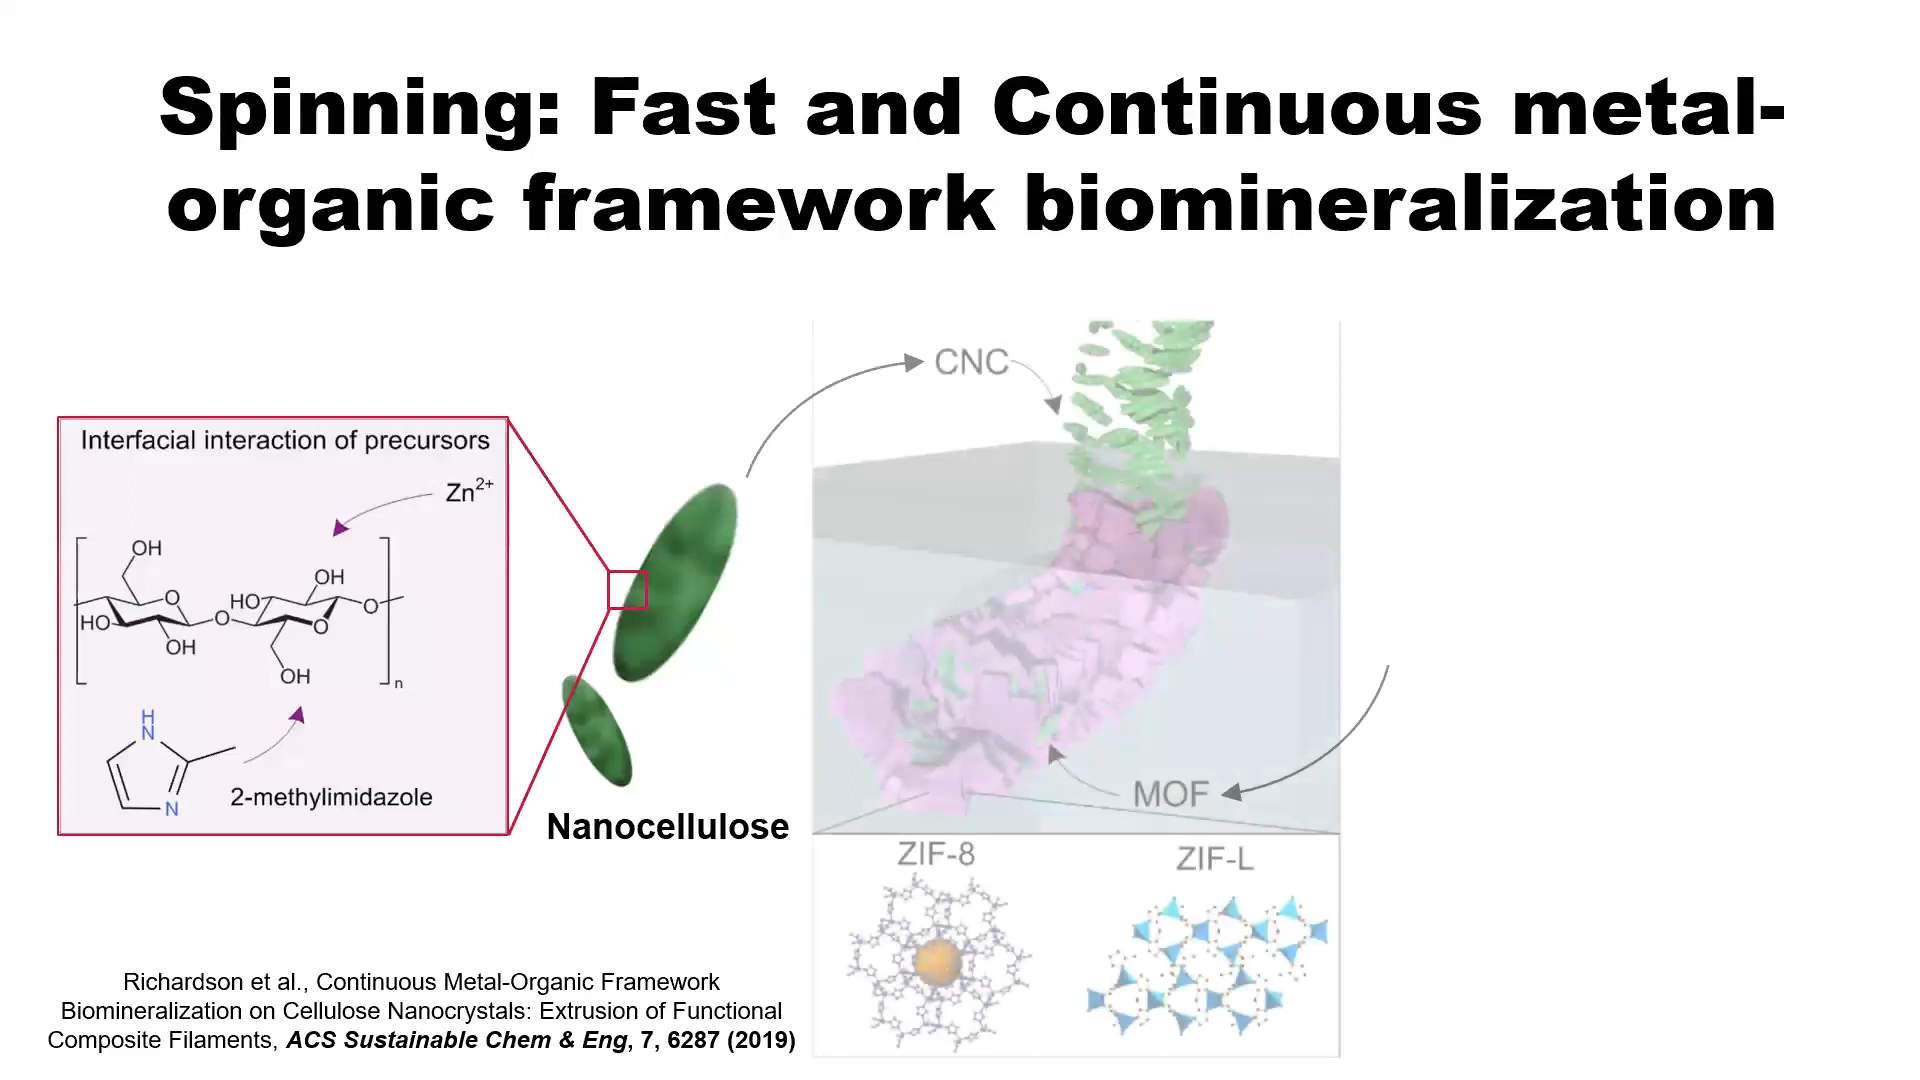 Spinning: Fast and Continuous metal-
organic framework biomineralization
Interfacial interaction of precursors
Zn2+
OH
O
HO
OH
O
HO
OH
O
O
OH
n
H
N
N
2-methylimidazole
Nanocellulose
CNC
MOF
ZIF-8
ZIF-L
Richardson et al., Continuous Metal-Organic Framework
Biomineralization on Cellulose Nanocrystals: Extrusion of Functional
Composite Filaments, ACS Sustainable Chem & Eng, 7, 6287 (2019)